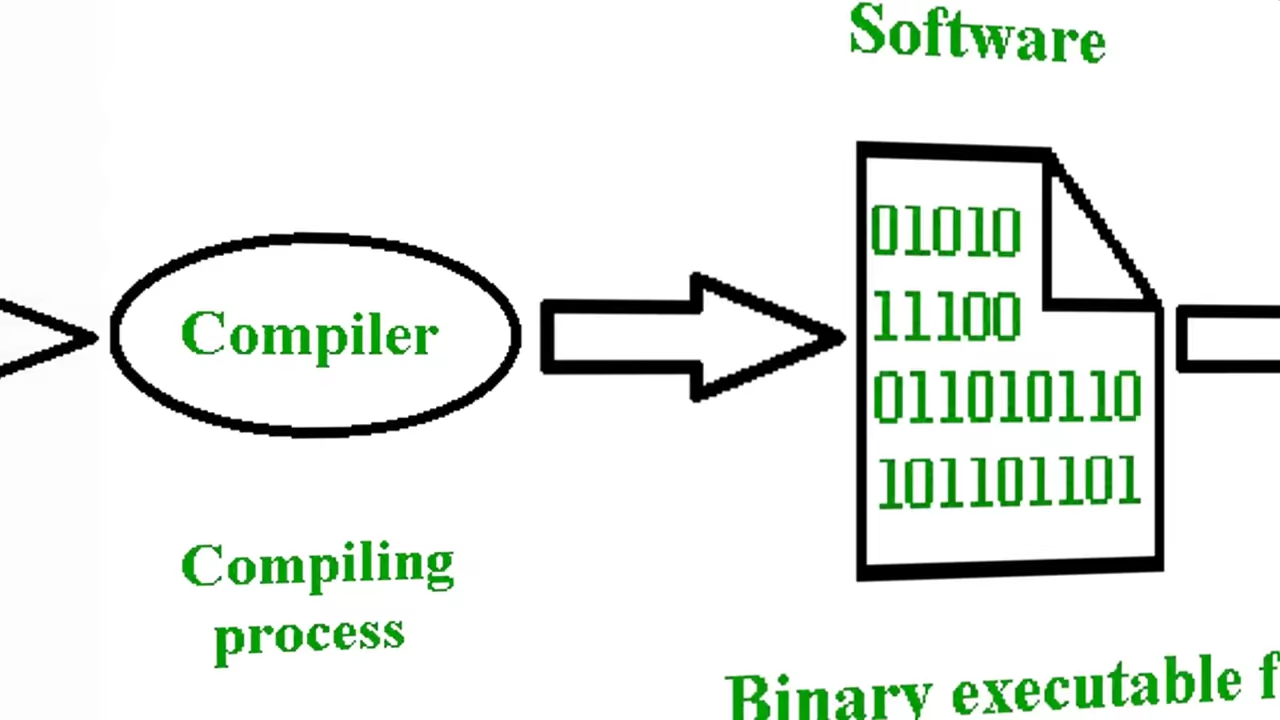 Software
01010
11100
011010110
101101101
Compiler
Compiling
process
Binary executable f